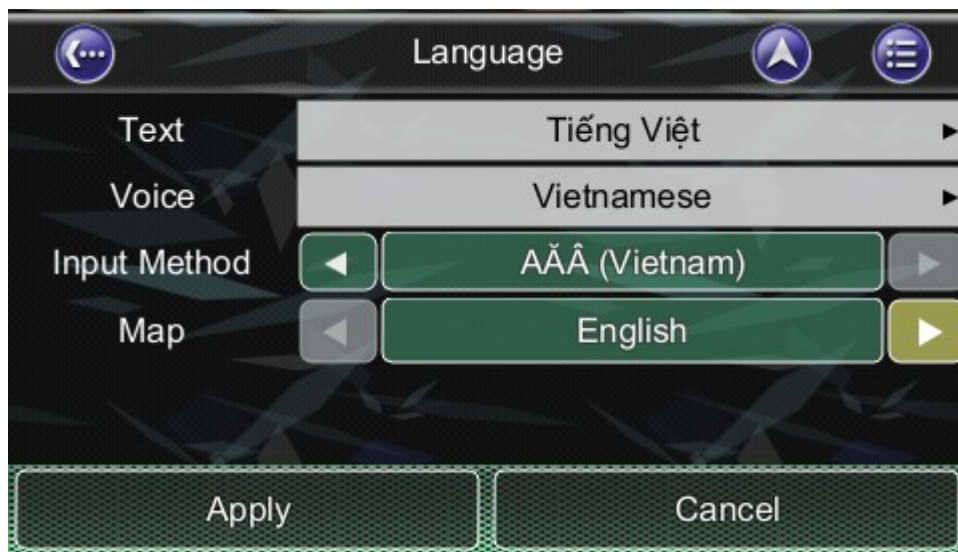 Language
Text Tiếng Việt
Voice Vietnamese
Input Method AĂÂ (Vietnam)
Map English
Apply Cancel